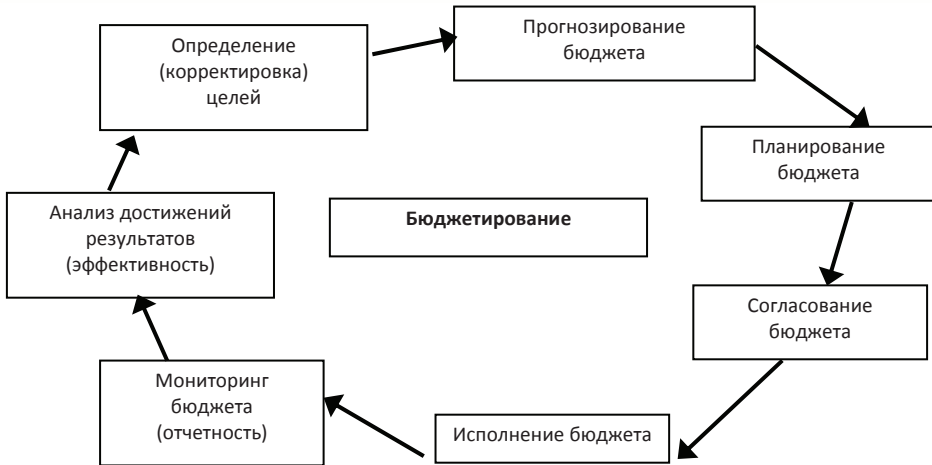 Определение
(корректировка)
целей
Прогнозирование
бюджета
Планирование
бюджета
Анализ достижений
результатов
(эффективность)
Бюджетирование
Согласование
бюджета
Мониторинг
бюджета
(отчетность)
Исполнение бюджета